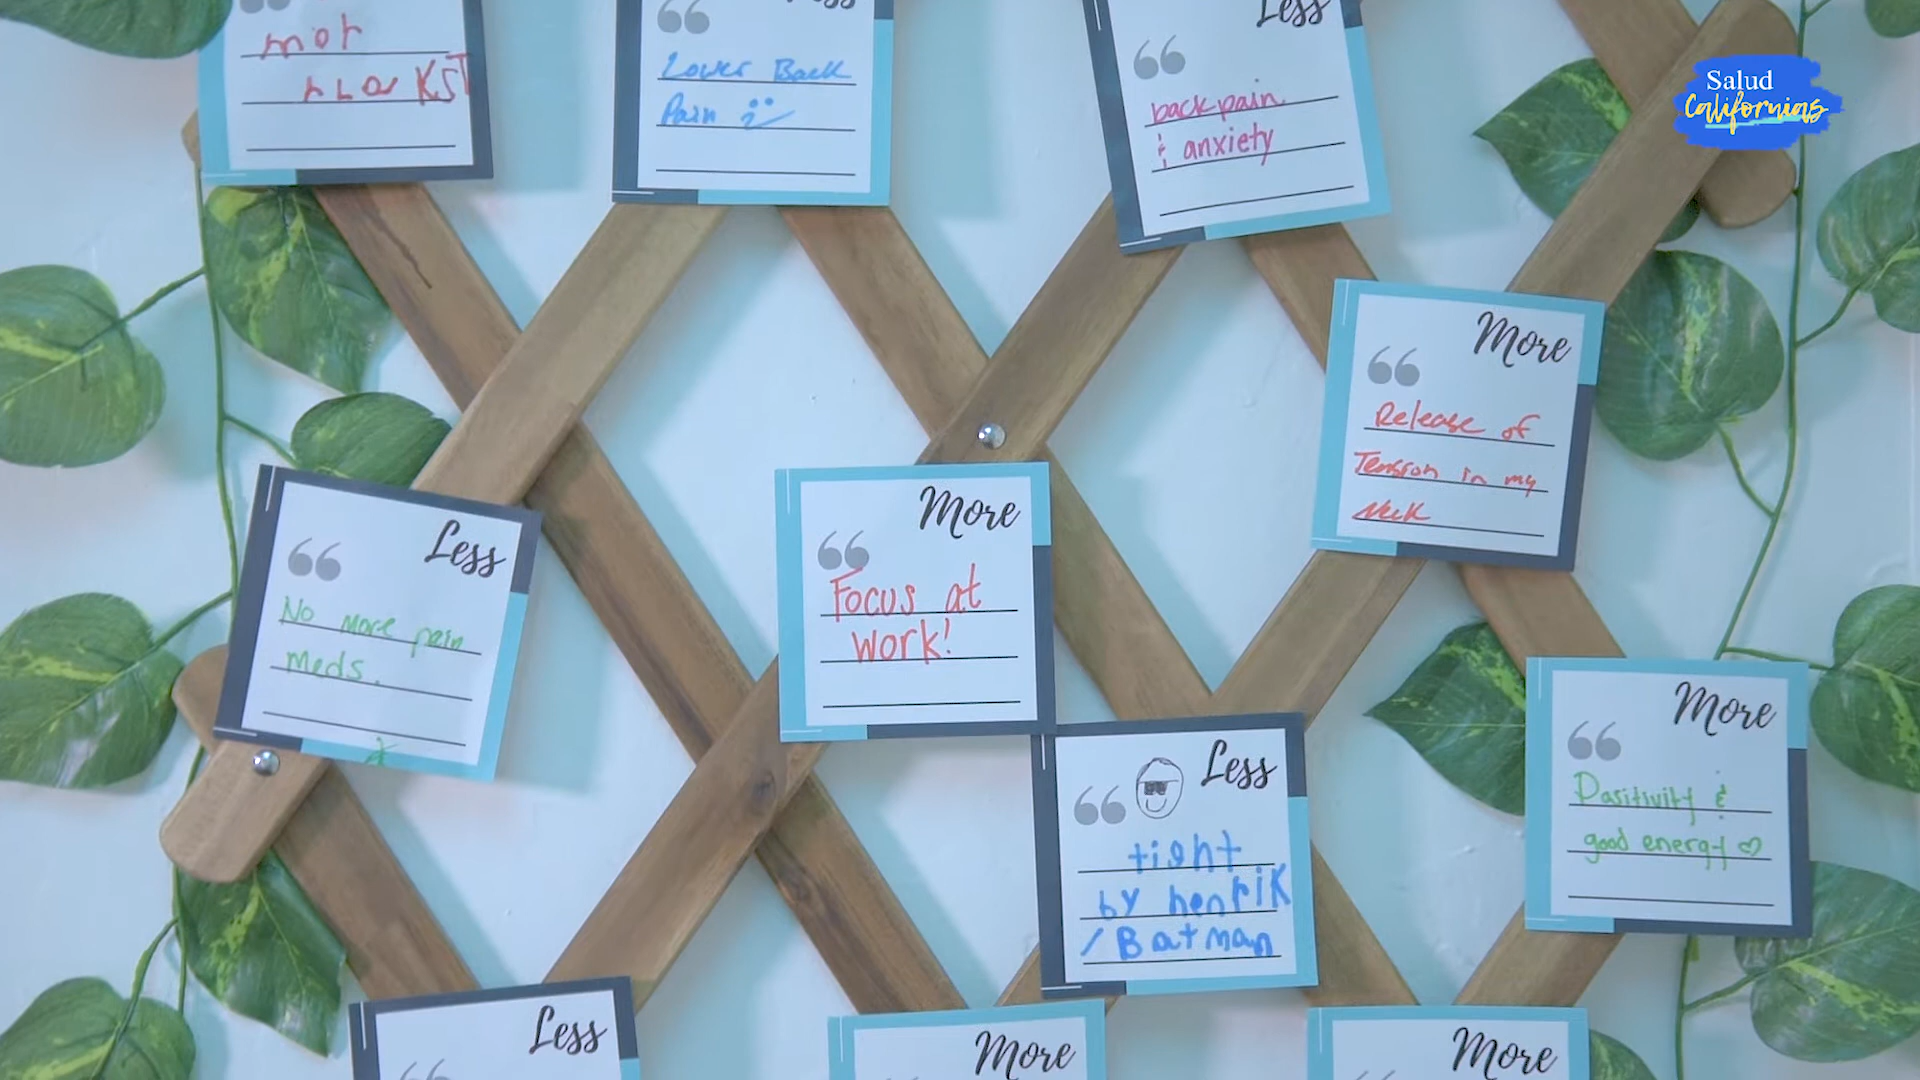 mor
Lower Back
Pain
Less
back pain
& anxiety
Salud
Californias
More
Release of
Tension in my
Neck
Less
No more pain
meds.
More
Focus at
work!
Less
tight
by henrik
/Batman
More
Positivity &
good energy ♡
Less
More
More